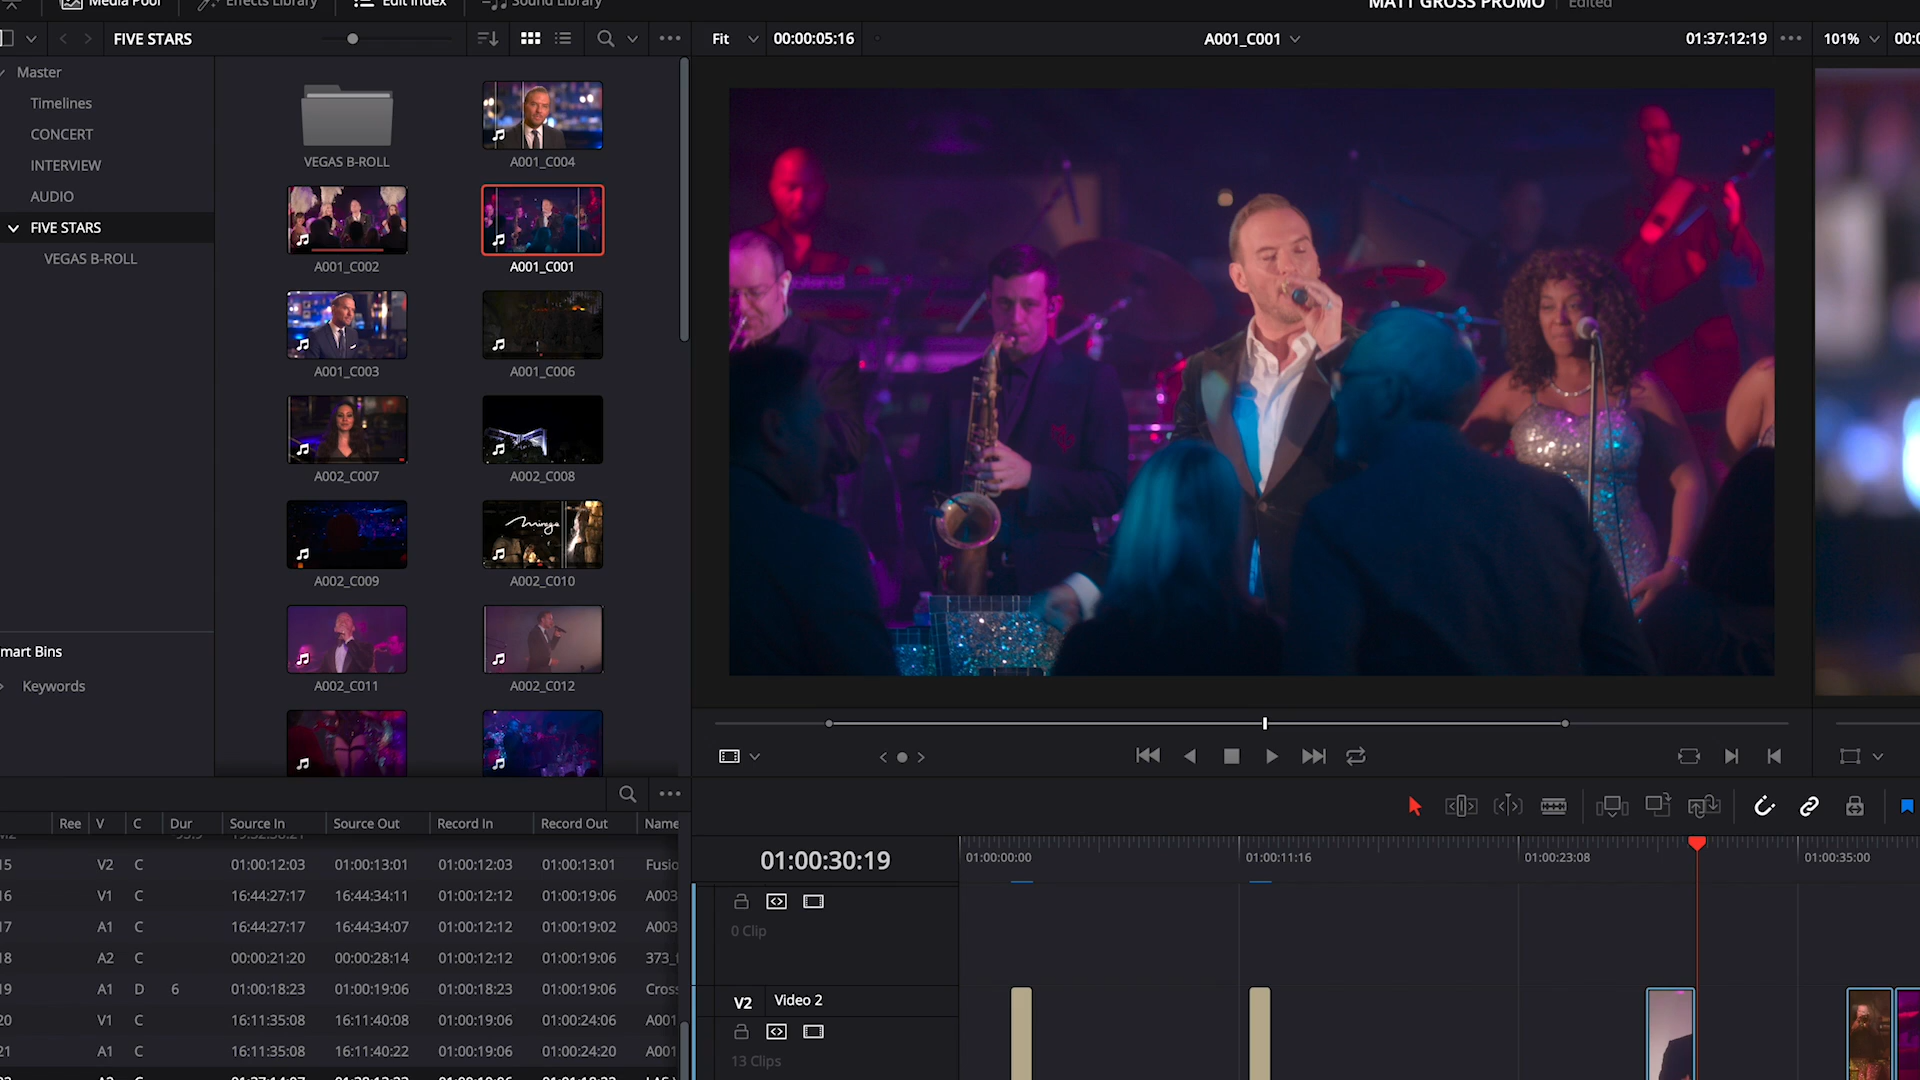 Media Pool
Effects Library
Edit Index
Sound Library
MATT GROSS PROMO
Edited
FIVE STARS
Fit
00:00:05:16
A001_C001
01:37:12:19
101%
Master
Timelines
CONCERT
INTERVIEW
AUDIO
FIVE STARS
VEGAS B-ROLL
mart Bins
Keywords
VEGAS B-ROLL
A001_C004
A001_C002
A001_C001
A001_C003
A001_C006
A002_C007
A002_C008
mirage
A002_C009
A002_C010
A002_C011
A002_C012
Ree V C Dur Source In Source Out Record In Record Out Name
15 V2 C 01:00:12:03 01:00:13:01 01:00:12:03 01:00:13:01 Fusio
16 V1 C 16:44:27:17 16:44:34:11 01:00:12:12 01:00:19:06 A003
17 A1 C 16:44:27:17 16:44:34:07 01:00:12:12 01:00:19:02 A003
18 A2 C 00:00:21:20 00:00:28:14 01:00:12:12 01:00:19:06 373_
19 A1 D 6 01:00:18:23 01:00:19:06 01:00:18:23 01:00:19:06 Cros
20 V1 C 16:11:35:08 16:11:40:08 01:00:19:06 01:00:24:06 A001
21 A1 C 16:11:35:08 16:11:40:22 01:00:19:06 01:00:24:20 A001
01:00:30:19
01:00:00:00
01:00:11:16
01:00:23:08
01:00:35:00
0 Clip
V2 Video 2
13 Clips